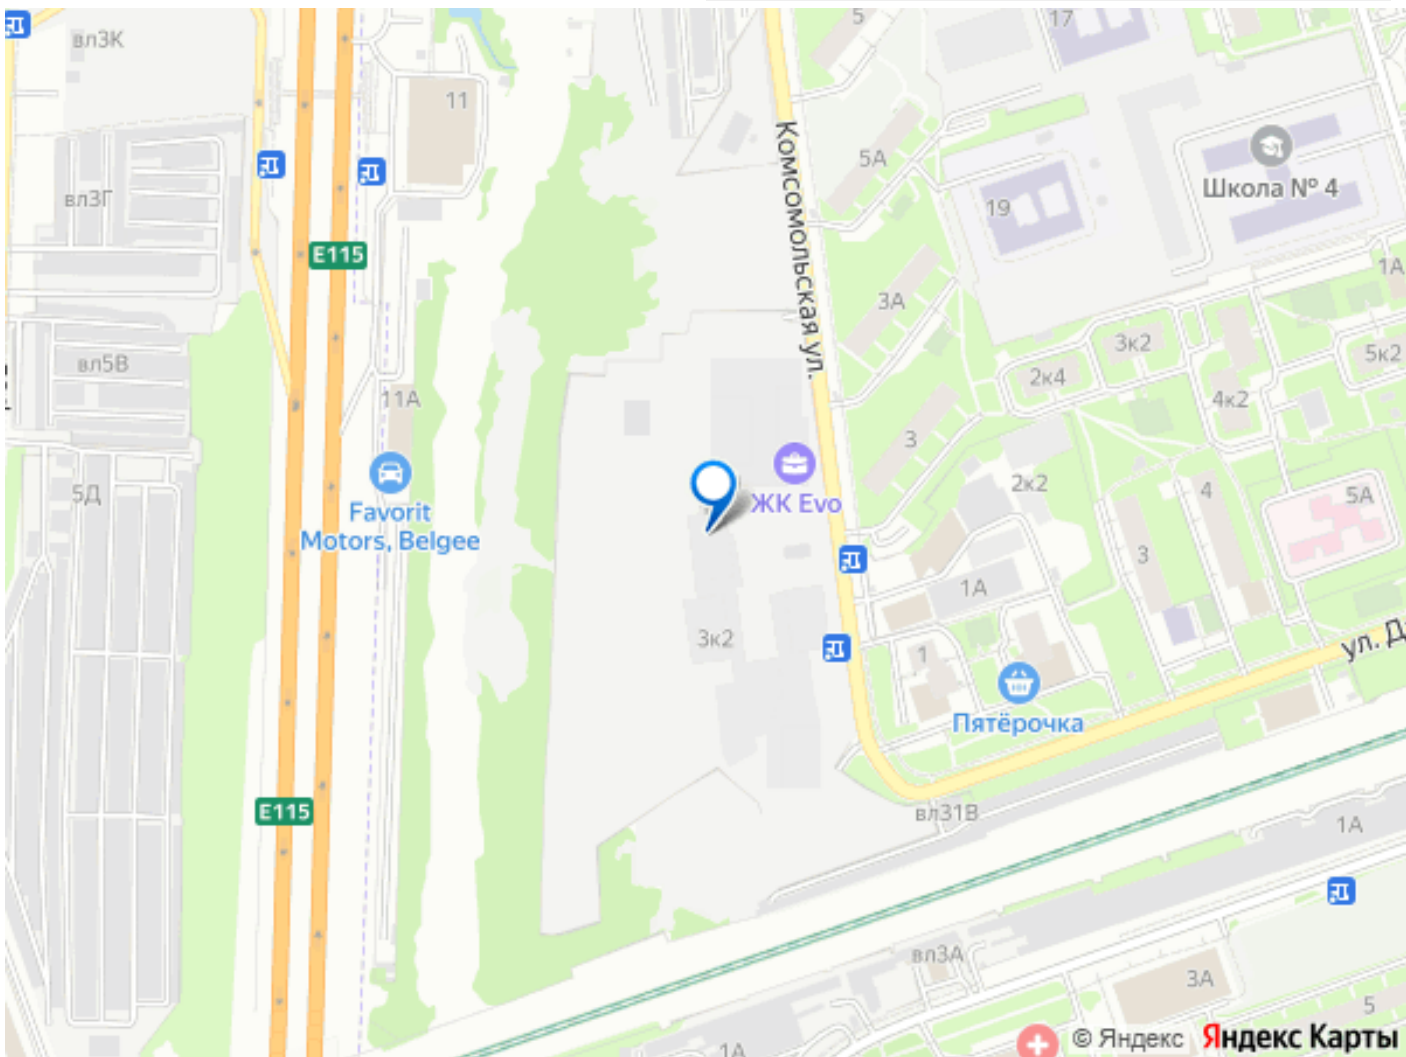 вл3К
5
17
11
Комсомольская ул.
5А
Школа № 4
вл3Г
19
E115
1А
3А
3к2
5к2
вл5В
2к4
11А
4к2
3
5Д
ЖК Evo
2к2
4
5А
Favorit
Motors, Belgee
3
1А
3к2
1
ул. Д
Пятёрочка
E115
вл31В
1А
вл3А
3А
5
1А
© Яндекс
Яндекс Карты